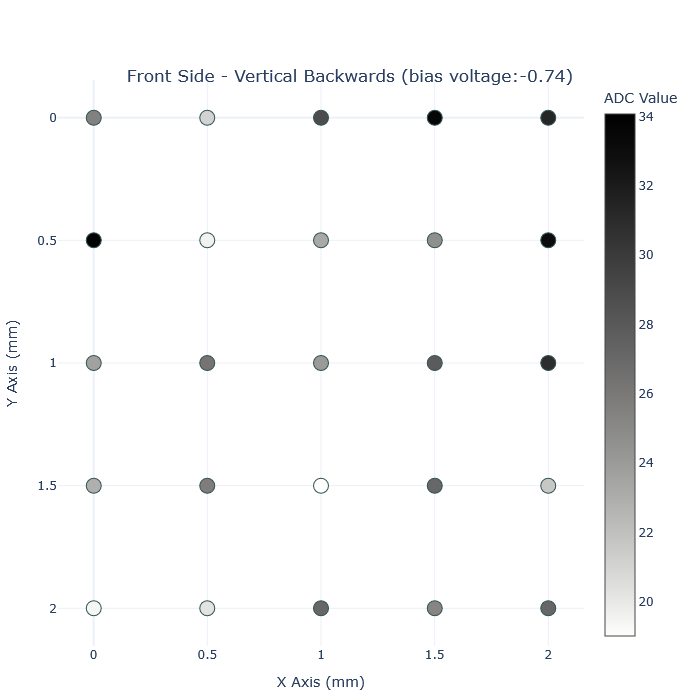 Front Side - Vertical Backwards (bias voltage:-0.74)
ADC Value
34
32
30
28
26
24
22
20
Y Axis (mm)
0
0.5
1
1.5
2
0 0.5 1 1.5 2
X Axis (mm)